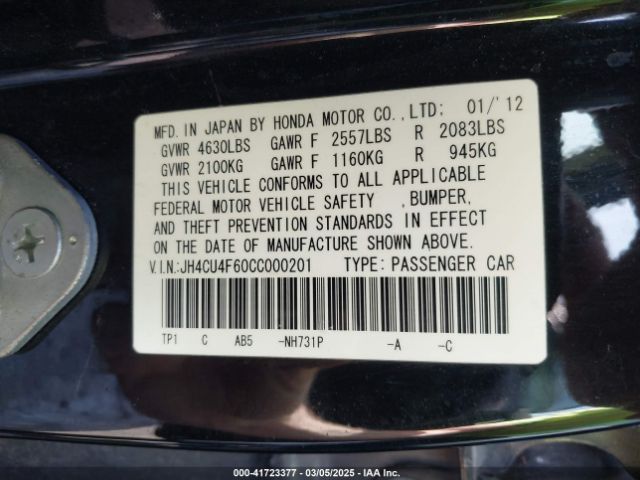 MFD. IN JAPAN BY HONDA MOTOR CO.,LTD: 01/'12
GVWR 4630LBS GAWR F 2557LBS R 2083LBS
GVWR 2100KG GAWR F 1160KG R 945KG
THIS VEHICLE CONFORMS TO ALL APPLICABLE
FEDERAL MOTOR VEHICLE SAFETY ,BUMPER,
AND THEFT PREVENTION STANDARDS IN EFFECT
ON THE DATE OF MANUFACTURE SHOWN ABOVE.
V.I.N:JH4CU4F60CC000201 TYPE: PASSENGER CAR
TP1 C AB5 -NH731P -A -C
000-41723377 - 03/05/2025 - IAA Inc.